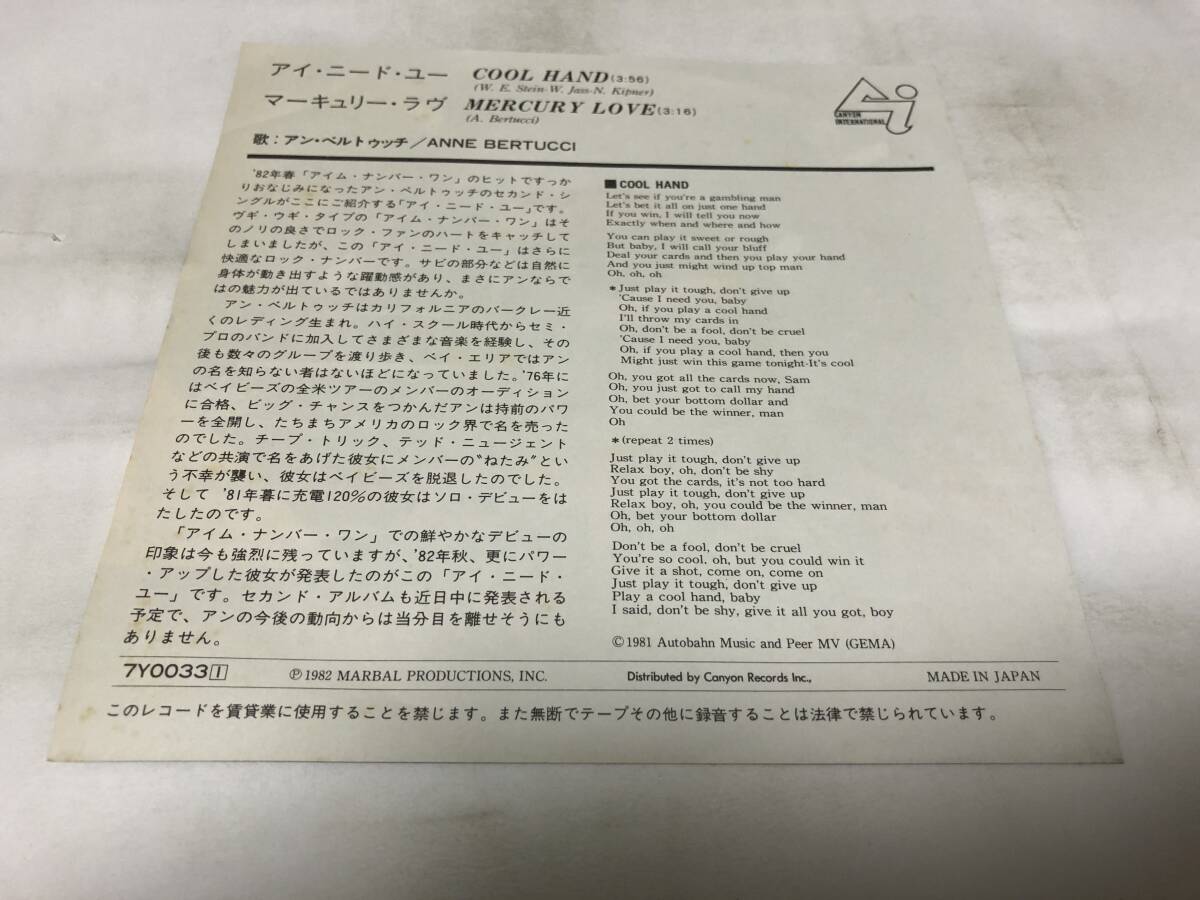 アイ・ニード・ユー COOL HAND(3:56)
(W. E. Stein-W. Jass-N. Kipner)
マーキュリー・ラヴ MERCURY LOVE(3:16)
(A. Bertucci)
歌：アン・ベルトゥッチ／ANNE BERTUCCI
CANYON
INTERNATIONAL
'82年春「アイム・ナンバー・ワン」のヒットですっか
りおなじみになったアン・ベルトゥッチのセカンド・シ
ングルがここにご紹介する「アイ・ニード・ユー」です。
ヴギ・ウギ・タイプの「アイム・ナンバー・ワン」はそ
のノリの良さでロック・ファンのハートをキャッチして
しまいましたが、この「アイ・ニード・ユー」はさらに
快適なロック・ナンバーです。サビの部分などは自然に
身体が動き出すような躍動感があり、まさにアンならで
はの魅力が出ているではありませんか。
アン・ベルトゥッチはカリフォルニアのバークレー近
くのレディング生まれ。ハイ・スクール時代からセミ・
プロのバンドに加入してさまざまな音楽を経験し、その
後も数々のグループを渡り歩き、ベイ・エリアではアン
の名を知らない者はないほどになっていました。'76年に
はベイビーズの全米ツアーのメンバーのオーディション
に合格、ビッグ・チャンスをつかんだアンは持前のパワ
ーを全開し、たちまちアメリカのロック界で名を売った
のでした。チープ・トリック、テッド・ニュージェント
などの共演で名をあげた彼女にメンバーの“ねたみ”とい
う不幸が襲い、彼女はベイビーズを脱退したのでした。
そして '81年暮に充電120%の彼女はソロ・デビューをは
たしたのです。
「アイム・ナンバー・ワン」での鮮やかなデビューの
印象は今も強烈に残っていますが、'82年秋、更にパワー
・アップした彼女が発表したのがこの「アイ・ニード・
ユー」です。セカンド・アルバムも近日中に発表される
予定で、アンの今後の動向からは当分目を離せそうにも
ありません。
■COOL HAND
Let's see if you're a gambling man
Let's bet it all on just one hand
If you win, I will tell you now
Exactly when and where and how
You can play it sweet or rough
But baby, I will call your bluff
Deal your cards and then you play your hand
And you just might wind up top man
Oh, oh, oh
*Just play it tough, don't give up
'Cause I need you, baby
Oh, if you play a cool hand
I'll throw my cards in
Oh, don't be a fool, don't be cruel
'Cause I need you, baby
Oh, if you play a cool hand, then you
Might just win this game tonight-It's cool
Oh, you got all the cards now, Sam
Oh, you just got to call my hand
Oh, bet your bottom dollar and
You could be the winner, man
Oh
*(repeat 2 times)
Just play it tough, don't give up
Relax boy, oh, don't be shy
You got the cards, it's not too hard
Just play it tough, don't give up
Relax boy, oh, you could be the winner, man
Oh, bet your bottom dollar
Oh, oh, oh
Don't be a fool, don't be cruel
You're so cool, oh, but you could win it
Give it a shot, come on, come on
Just play it tough, don't give up
Play a cool hand, baby
I said, don't be shy, give it all you got, boy
©1981 Autobahn Music and Peer MV (GEMA)
7Y0033 I ℗1982 MARBAL PRODUCTIONS, INC. Distributed by Canyon Records Inc., MADE IN JAPAN
このレコードを賃貸業に使用することを禁じます。また無断でテープその他に録音することは法律で禁じられています。